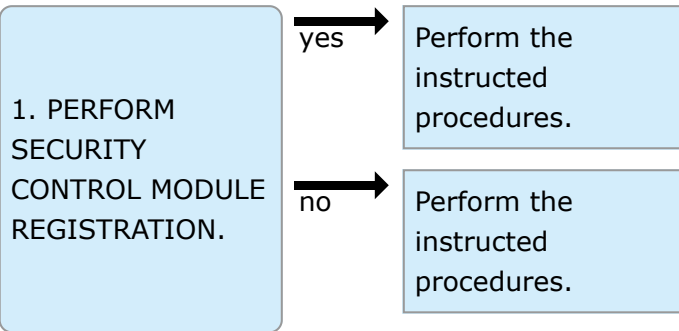 1. PERFORM
SECURITY
CONTROL MODULE
REGISTRATION.
yes
Perform the
instructed
procedures.
no
Perform the
instructed
procedures.